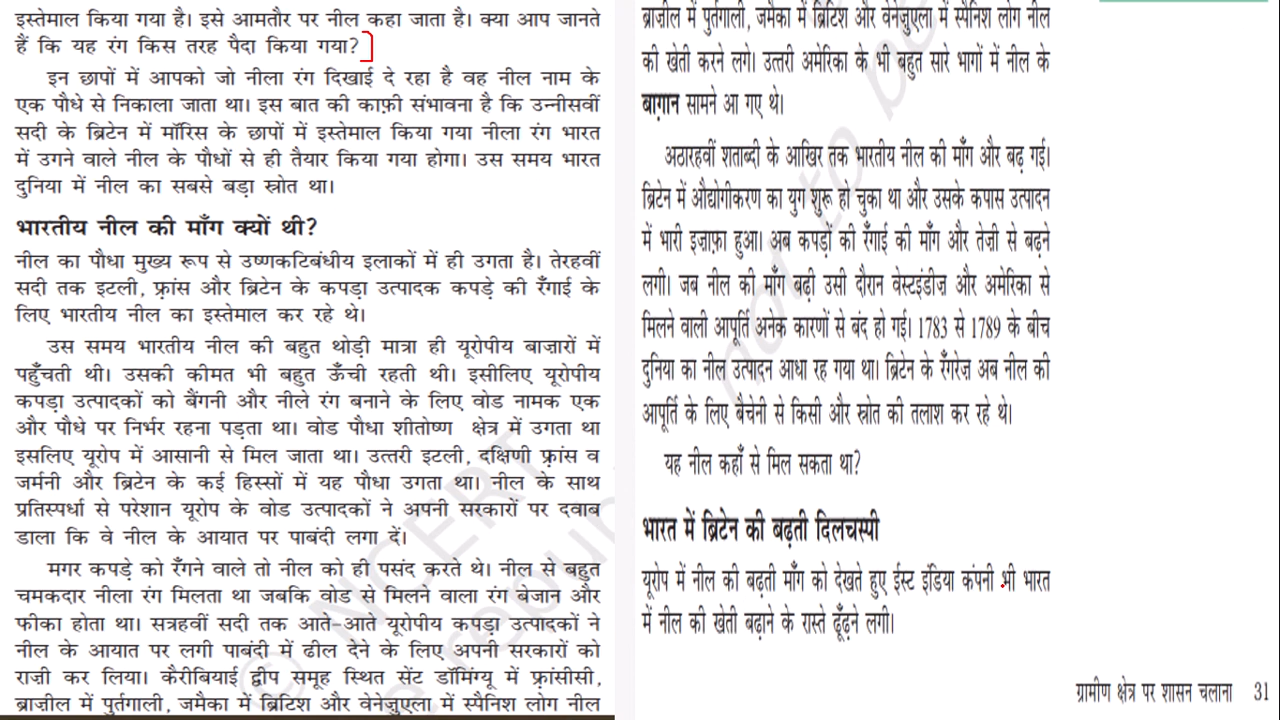 इस्तेमाल किया गया है। इसे आमतौर पर नील कहा जाता है। क्या आप जानते
हैं कि यह रंग किस तरह पैदा किया गया?
इन छापों में आपको जो नीला रंग दिखाई दे रहा है वह नील नाम के
एक पौधे से निकाला जाता था। इस बात की काफ़ी संभावना है कि उन्नीसवीं
सदी के ब्रिटेन में मॉरिस के छापों में इस्तेमाल किया गया नीला रंग भारत
में उगने वाले नील के पौधों से ही तैयार किया गया होगा। उस समय भारत
दुनिया में नील का सबसे बड़ा स्रोत था।
भारतीय नील की माँग क्यों थी?
नील का पौधा मुख्य रूप से उष्णकटिबंधीय इलाकों में ही उगता है। तेरहवीं
सदी तक इटली, फ़्रांस और ब्रिटेन के कपड़ा उत्पादक कपड़े की रँगाई के
लिए भारतीय नील का इस्तेमाल कर रहे थे।
उस समय भारतीय नील की बहुत थोड़ी मात्रा ही यूरोपीय बाज़ारों में
पहुँचती थी। उसकी कीमत भी बहुत ऊँची रहती थी। इसीलिए यूरोपीय
कपड़ा उत्पादकों को बैंगनी और नीले रंग बनाने के लिए वोड नामक एक
और पौधे पर निर्भर रहना पड़ता था। वोड पौधा शीतोष्ण क्षेत्र में उगता था
इसलिए यूरोप में आसानी से मिल जाता था। उत्तरी इटली, दक्षिणी फ़्रांस व
जर्मनी और ब्रिटेन के कई हिस्सों में यह पौधा उगता था। नील के साथ
प्रतिस्पर्धा से परेशान यूरोप के वोड उत्पादकों ने अपनी सरकारों पर दवाब
डाला कि वे नील के आयात पर पाबंदी लगा दें।
मगर कपड़े को रँगने वाले तो नील को ही पसंद करते थे। नील से बहुत
चमकदार नीला रंग मिलता था जबकि वोड से मिलने वाला रंग बेजान और
फीका होता था। सत्रहवीं सदी तक आते-आते यूरोपीय कपड़ा उत्पादकों ने
नील के आयात पर लगी पाबंदी में ढील देने के लिए अपनी सरकारों को
राज़ी कर लिया। कैरीबियाई द्वीप समूह स्थित सेंट डॉमिंग्यू में फ़्रांसीसी,
ब्राज़ील में पुर्तगाली, जमैका में ब्रिटिश और वेनेज़ुएला में स्पैनिश लोग नील
ब्राज़ील में पुर्तगाली, जमैका में ब्रिटिश और वेनेज़ुएला में स्पैनिश लोग नील
की खेती करने लगे। उत्तरी अमेरिका के भी बहुत सारे भागों में नील के
बाग़ान सामने आ गए थे।
अठारहवीं शताब्दी के आखिर तक भारतीय नील की माँग और बढ़ गई।
ब्रिटेन में औद्योगीकरण का युग शुरू हो चुका था और उसके कपास उत्पादन
में भारी इज़ाफ़ा हुआ। अब कपड़ों की रँगाई की माँग और तेज़ी से बढ़ने
लगी। जब नील की माँग बढ़ी उसी दौरान वेस्टइंडीज़ और अमेरिका से
मिलने वाली आपूर्ति अनेक कारणों से बंद हो गई। 1783 से 1789 के बीच
दुनिया का नील उत्पादन आधा रह गया था। ब्रिटेन के रँगरेज़ अब नील की
आपूर्ति के लिए बैचेनी से किसी और स्रोत की तलाश कर रहे थे।
यह नील कहाँ से मिल सकता था?
भारत में ब्रिटेन की बढ़ती दिलचस्पी
यूरोप में नील की बढ़ती माँग को देखते हुए ईस्ट इंडिया कंपनी भी भारत
में नील की खेती बढ़ाने के रास्ते ढूँढ़ने लगी।
ग्रामीण क्षेत्र पर शासन चलाना 31
© NCERT
not to be republ